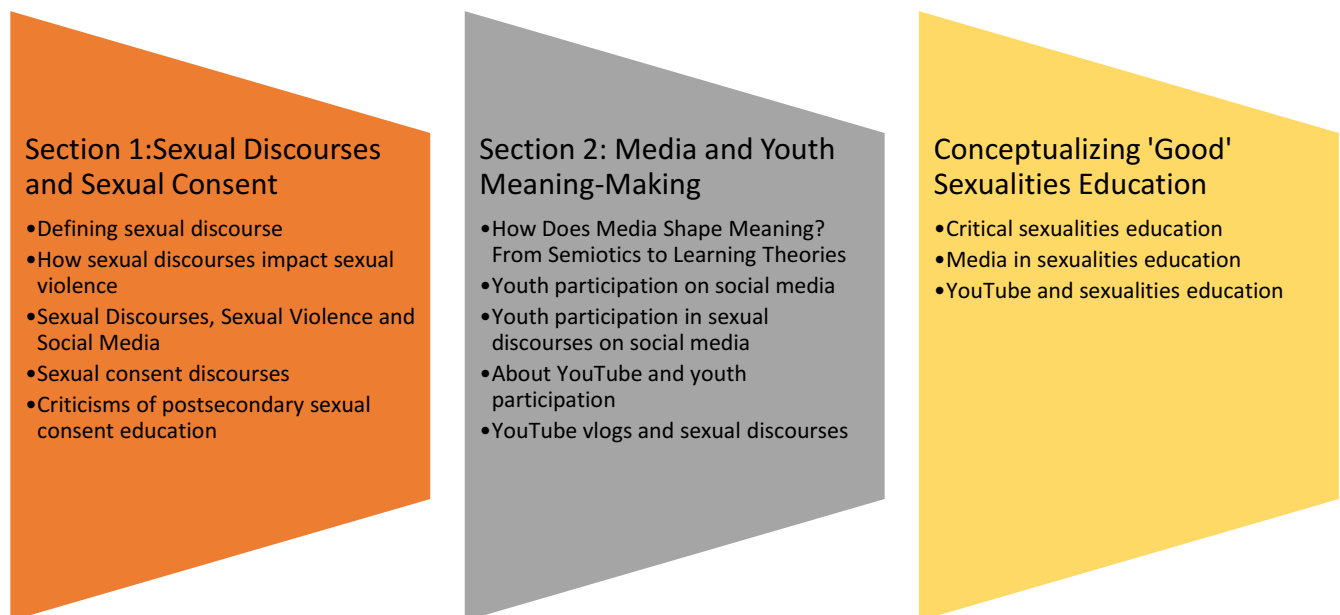 Section 1:Sexual Discourses
and Sexual Consent
•Defining sexual discourse
•How sexual discourses impact sexual
violence
•Sexual Discourses, Sexual Violence and
Social Media
•Sexual consent discourses
•Criticisms of postsecondary sexual
consent education
Section 2: Media and Youth
Meaning-Making
•How Does Media Shape Meaning?
From Semiotics to Learning Theories
•Youth participation on social media
•Youth participation in sexual
discourses on social media
•About YouTube and youth
participation
•YouTube vlogs and sexual discourses
Conceptualizing 'Good'
Sexualities Education
•Critical sexualities education
•Media in sexualities education
•YouTube and sexualities education